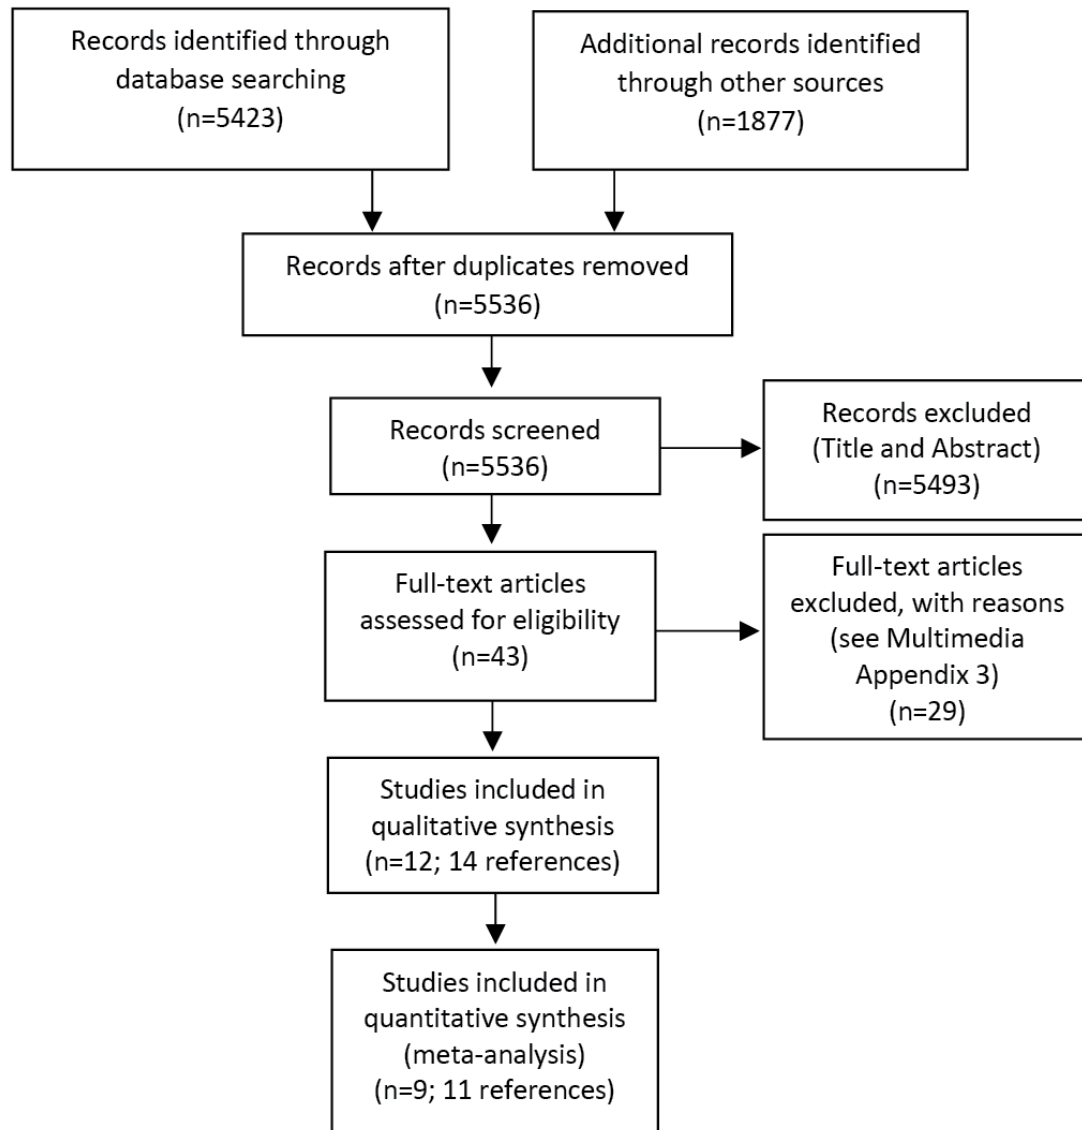 Records identified through
database searching
(n=5423)
Additional records identified
through other sources
(n=1877)
Records after duplicates removed
(n=5536)
Records screened
(n=5536)
Records excluded
(Title and Abstract)
(n=5493)
Full-text articles
assessed for eligibility
(n=43)
Full-text articles
excluded, with reasons
(see Multimedia
Appendix 3)
(n=29)
Studies included in
qualitative synthesis
(n=12; 14 references)
Studies included in
quantitative synthesis
(meta-analysis)
(n=9; 11 references)